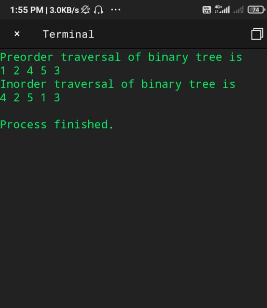 1:55 PM | 3.0KB/s
Terminal
Preorder traversal of binary tree is
1 2 4 5 3
Inorder traversal of binary tree is
4 2 5 1 3
Process finished.